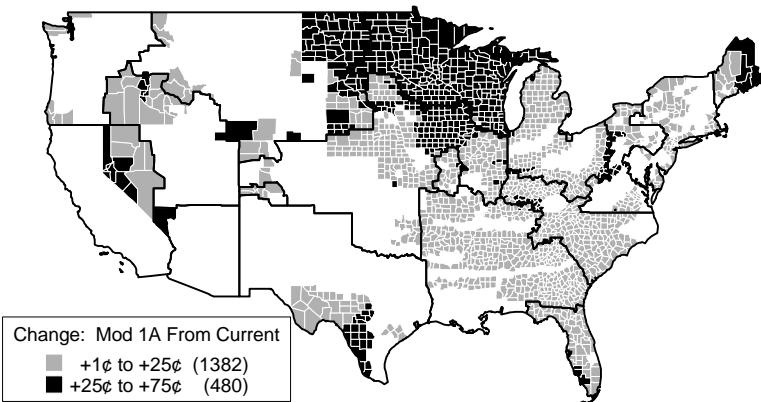 Change: Mod 1A From Current
+1¢ to +25¢ (1382)
+25¢ to +75¢ (480)